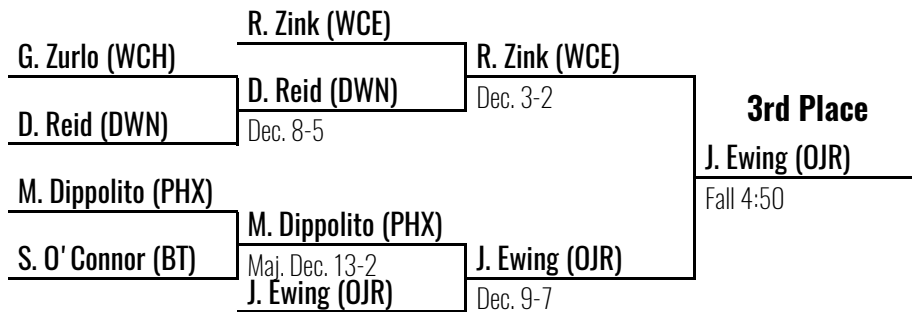 R. Zink (WCE)
G. Zurlo (WCH)
R. Zink (WCE)
D. Reid (DWN)
Dec. 3-2
3rd Place
D. Reid (DWN)
Dec. 8-5
J. Ewing (OJR)
M. Dippolito (PHX)
Fall 4:50
M. Dippolito (PHX)
S. O'Connor (BT)
Maj. Dec. 13-2
J. Ewing (OJR)
J. Ewing (OJR)
Dec. 9-7